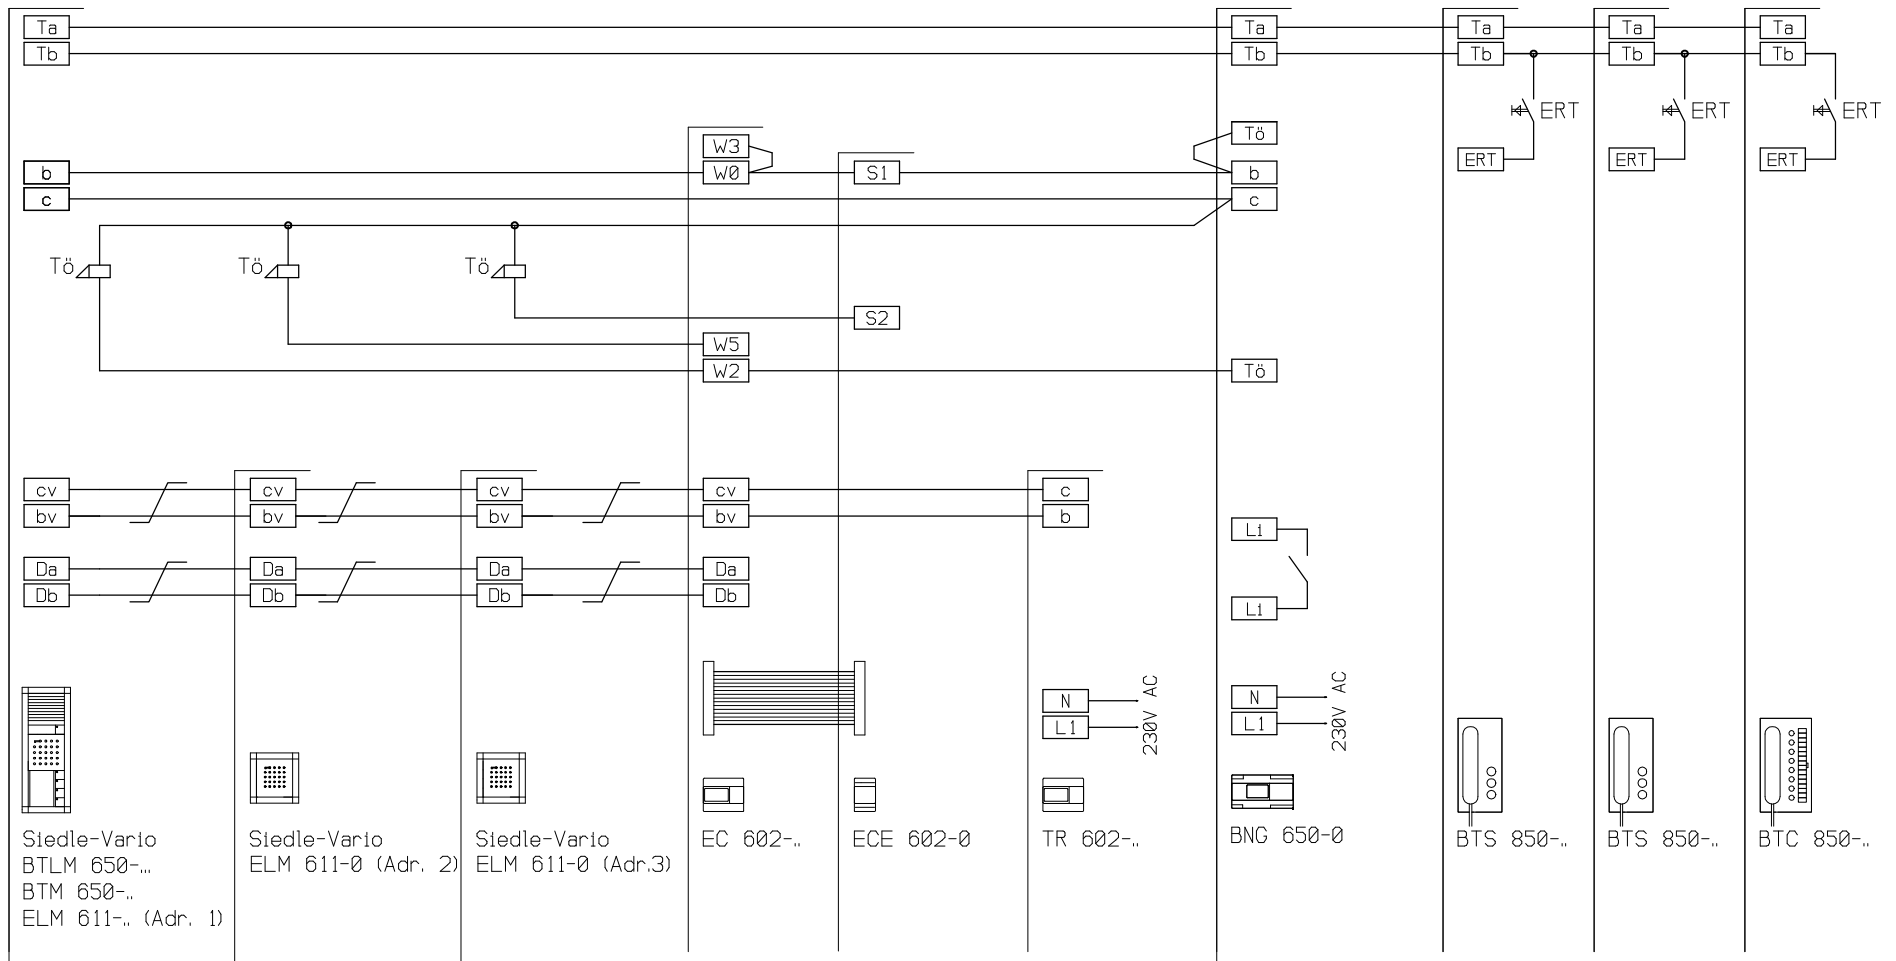 Ta Ta Ta Ta Ta
Tb Tb Tb Tb Tb
ERT ERT ERT
Tö
W3
ERT ERT ERT
b W0 S1 b
c c
Tö Tö Tö
S2
W5
W2 Tö
cv cv cv cv c
bv bv bv bv b
Li
Da Da Da Da
Db Db Db Db
Li
N 230V AC
L1
N 230V AC
L1
Siedle-Vario
BTLM 650-...
BTM 650-..
ELM 611-.. (Adr. 1)
Siedle-Vario
ELM 611-0 (Adr. 2)
Siedle-Vario
ELM 611-0 (Adr.3)
EC 602-..
ECE 602-0
TR 602-..
BNG 650-0
BTS 850-..
BTS 850-..
BTC 850-..